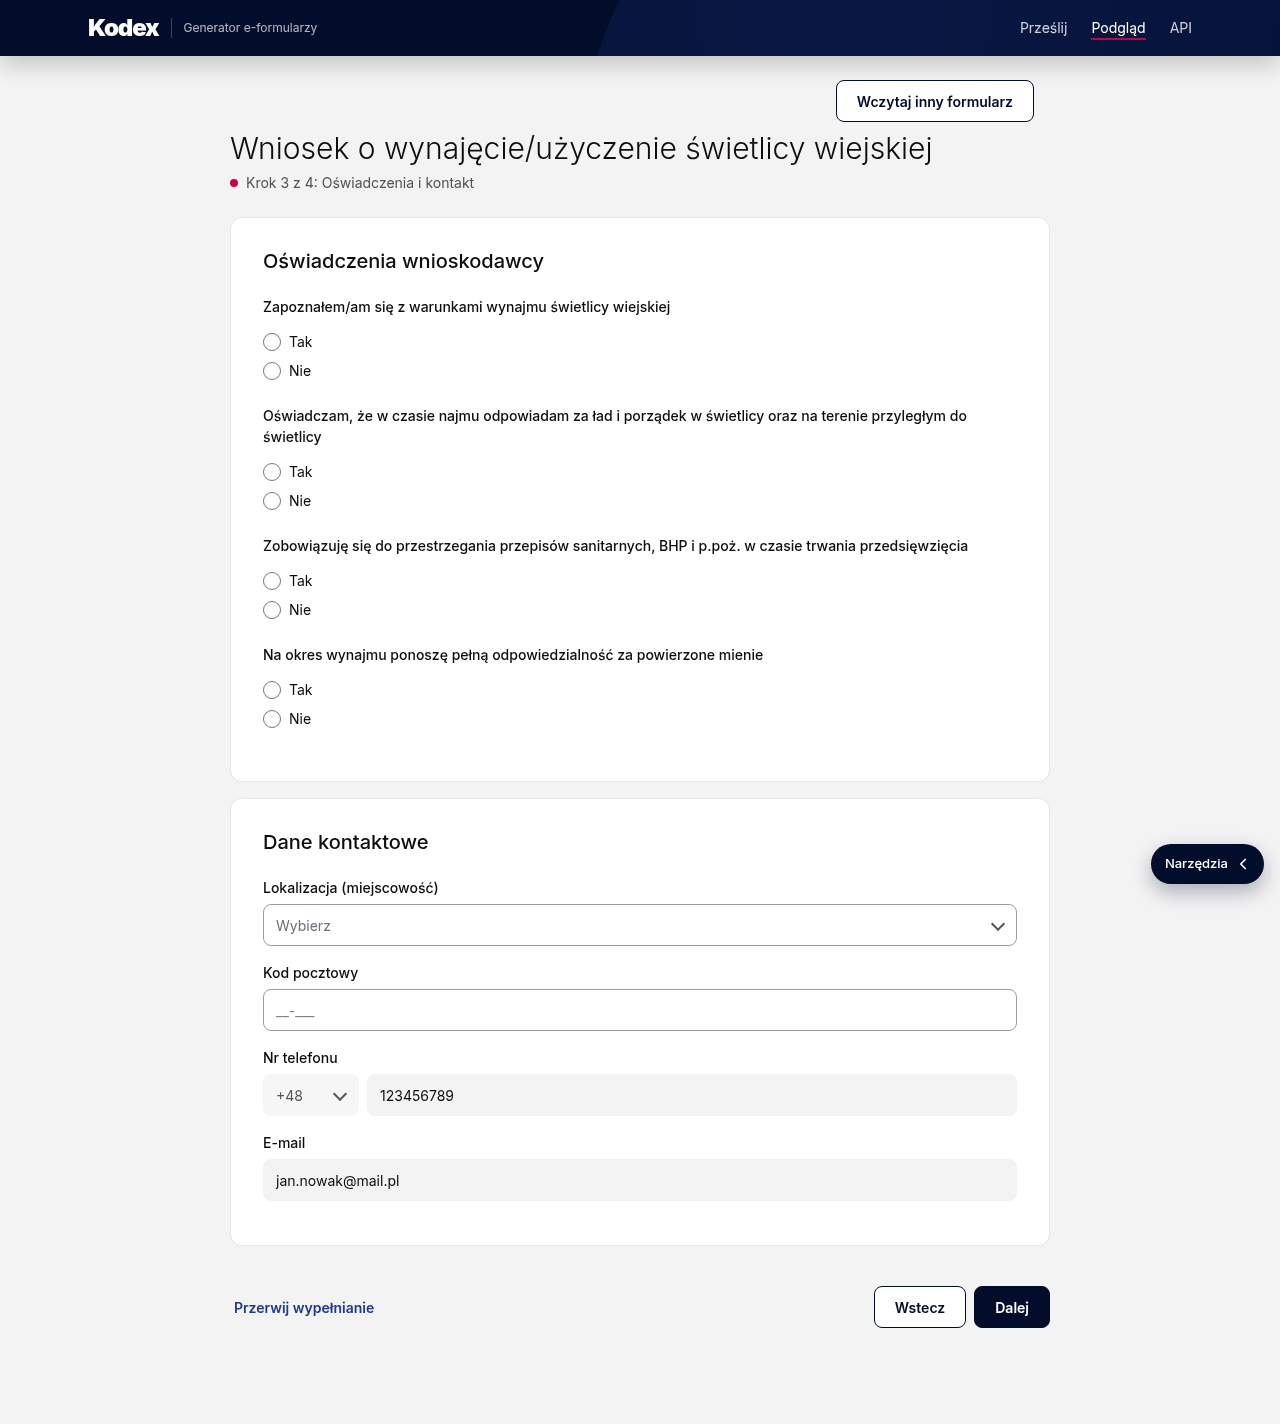 Kodex
Generator e-formularzy
Prześlij
Podgląd
API
Wczytaj inny formularz
Wniosek o wynajęcie/użyczenie świetlicy wiejskiej
Krok 3 z 4: Oświadczenia i kontakt
Oświadczenia wnioskodawcy
Zapoznałem/am się z warunkami wynajmu świetlicy wiejskiej
Tak
Nie
Oświadczam, że w czasie najmu odpowiadam za ład i porządek w świetlicy oraz na terenie przyległym do
świetlicy
Tak
Nie
Zobowiązuję się do przestrzegania przepisów sanitarnych, BHP i p.poż. w czasie trwania przedsięwzięcia
Tak
Nie
Na okres wynajmu ponoszę pełną odpowiedzialność za powierzone mienie
Tak
Nie
Dane kontaktowe
Narzędzia
Lokalizacja (miejscowość)
Wybierz
Kod pocztowy
__-___
Nr telefonu
+48
123456789
E-mail
jan.nowak@mail.pl
Przerwij wypełnianie
Wstecz
Dalej